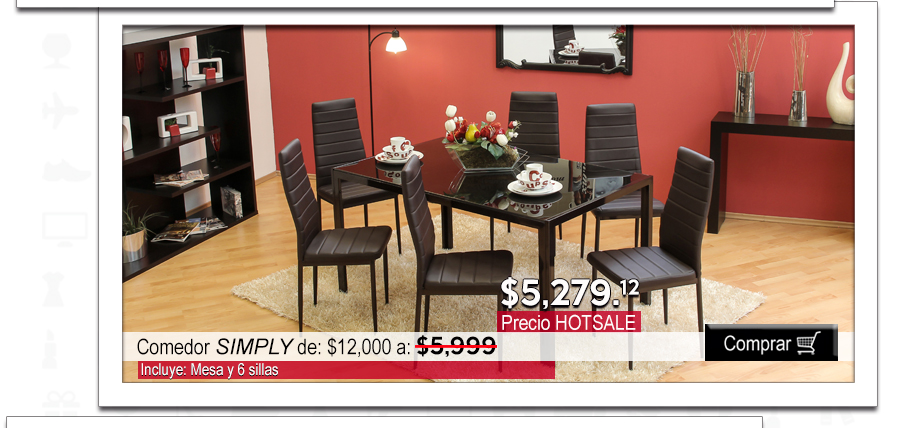 $5,279.12
Precio HOTSALE
Comedor SIMPLY de: $12,000 a: $5,999
Comprar
Incluye: Mesa y 6 sillas